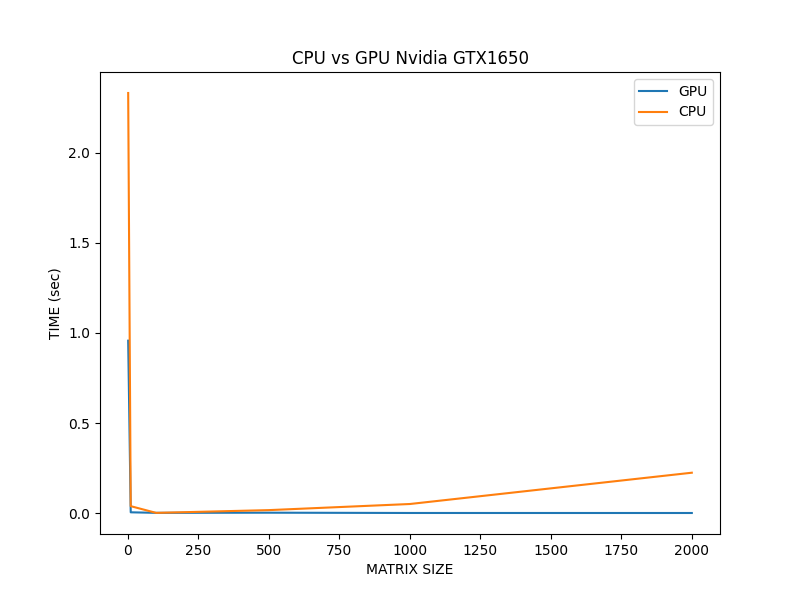 CPU vs GPU Nvidia GTX1650
GPU
CPU
2.0
1.5
1.0
0.5
0.0
TIME (sec)
0 250 500 750 1000 1250 1500 1750 2000
MATRIX SIZE